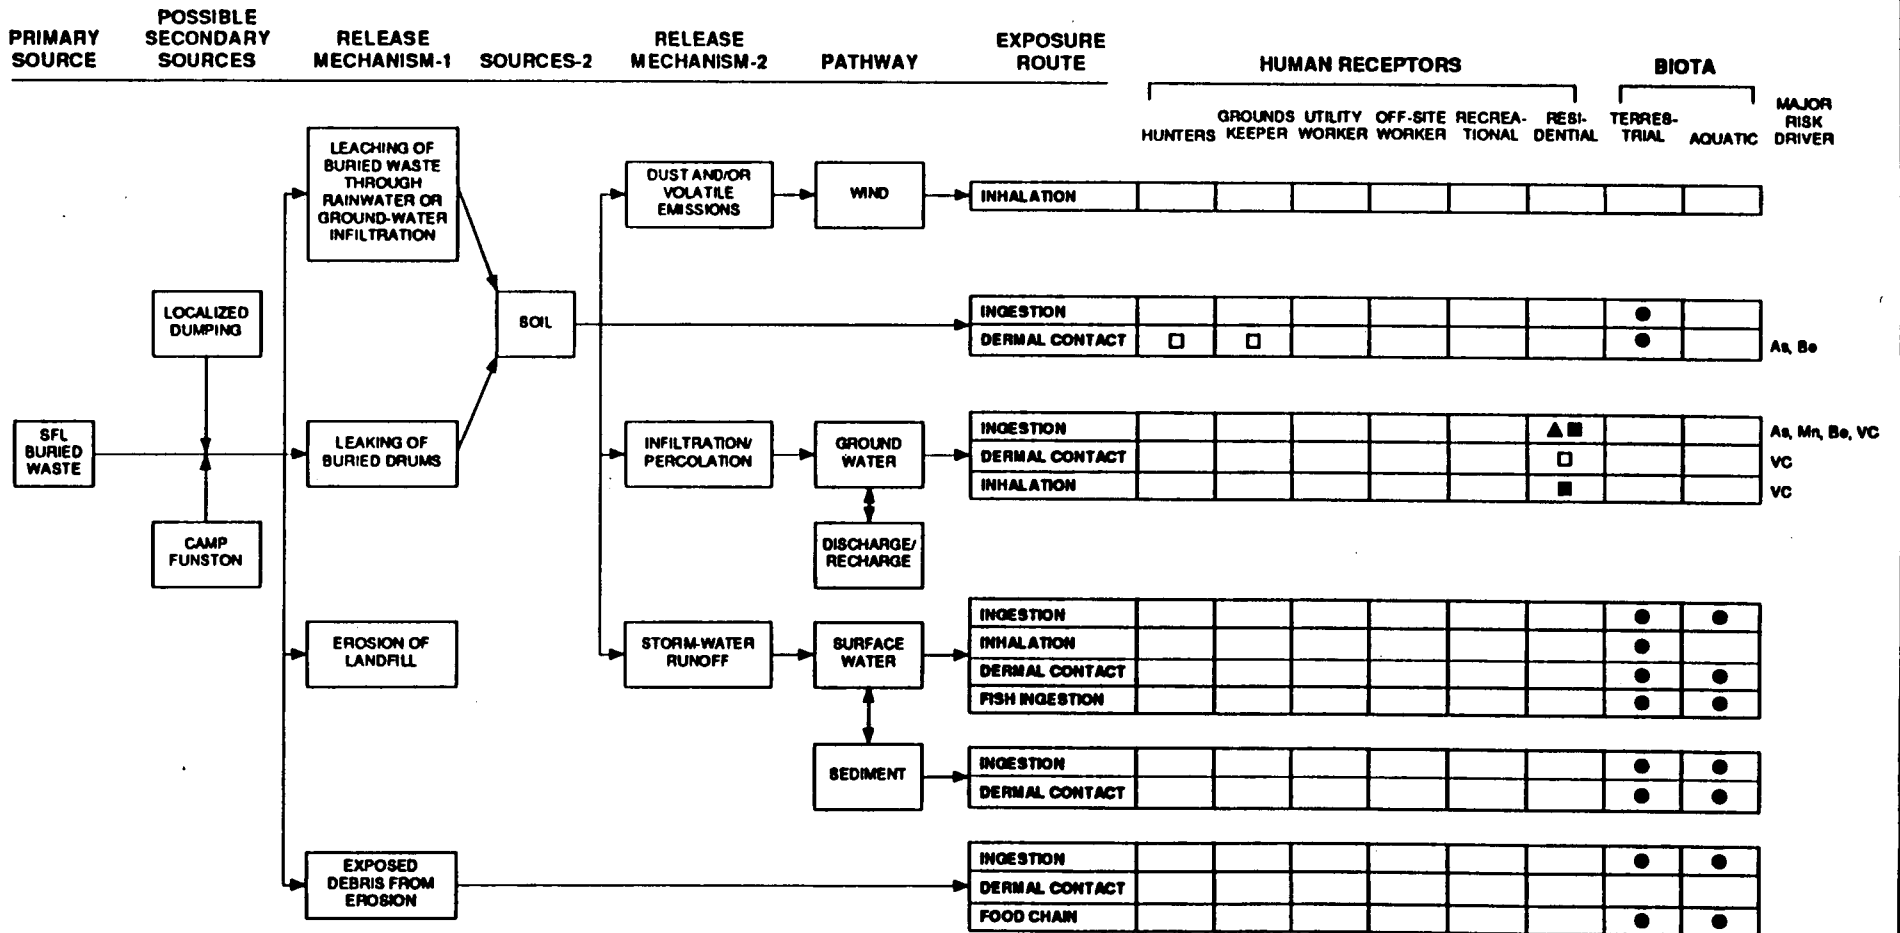 PRIMARY SOURCE
POSSIBLE SECONDARY SOURCES
RELEASE MECHANISM-1
SOURCES-2
RELEASE MECHANISM-2
PATHWAY
EXPOSURE ROUTE
HUMAN RECEPTORS
BIOTA
HUNTERS
GROUNDS KEEPER
UTILITY WORKER
OFF-SITE WORKER
RECREA-
TIONAL
RESI-
DENTIAL
TERRES-
TRIAL
AQUATIC
MAJOR
RISK
DRIVER
LEACHING OF
BURIED WASTE
THROUGH
RAINWATER OR
GROUND-WATER
INFILTRATION
DUST AND/OR
VOLATILE
EMISSIONS
WIND
INHALATION
LOCALIZED
DUMPING
SOIL
INGESTION
DERMAL CONTACT
As, Be
SFL
BURIED
WASTE
LEAKING OF
BURIED DRUMS
INFILTRATION/
PERCOLATION
GROUND
WATER
INGESTION
As, Mn, Be, VC
DERMAL CONTACT
VC
INHALATION
VC
CAMP
FUNSTON
DISCHARGE/
RECHARGE
EROSION OF
LANDFILL
STORM-WATER
RUNOFF
SURFACE
WATER
INGESTION
INHALATION
DERMAL CONTACT
FISH INGESTION
SEDIMENT
INGESTION
DERMAL CONTACT
EXPOSED
DEBRIS FROM
EROSION
INGESTION
DERMAL CONTACT
FOOD CHAIN